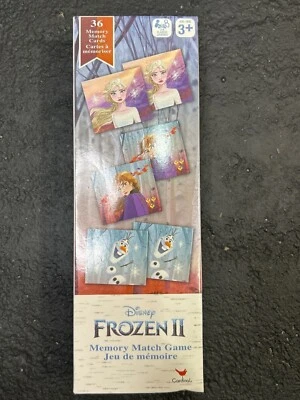 36
Memory
Match
Cards
Cartes à
mémoriser
3+
Disney
FROZEN II
Memory Match Game
Jeu de mémoire
Cardinal